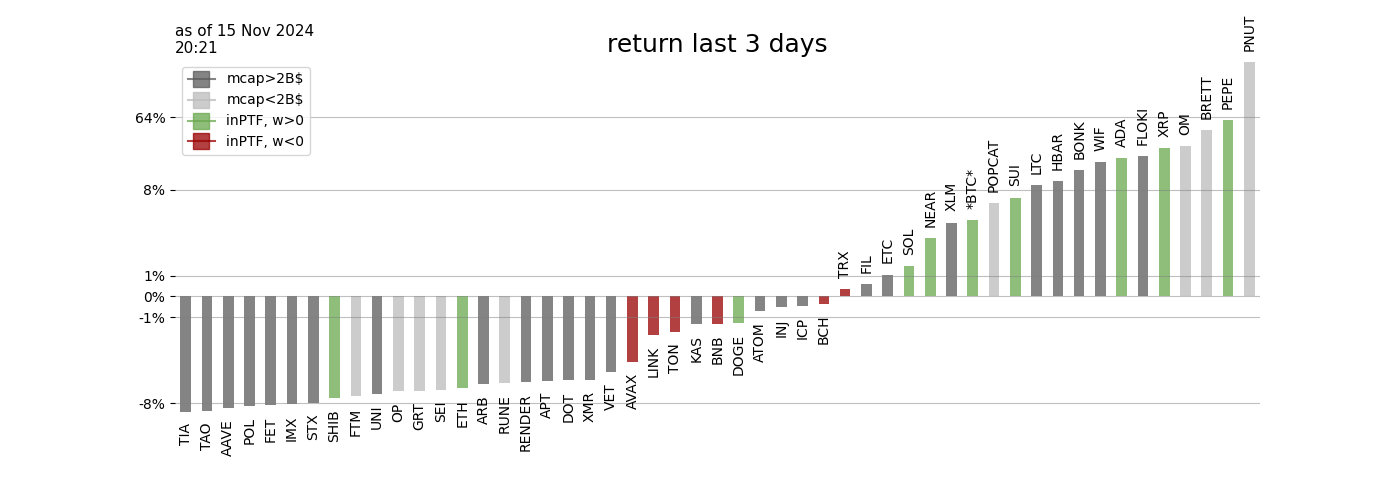 as of 15 Nov 2024
20:21
return last 3 days
mcap>2B$
mcap<2B$
inPTF, w>0
inPTF, w<0
64%
8%
1%
0%
-1%
-8%
TIA
TAO
AAVE
POL
FET
IMX
STX
SHIB
FTM
UNI
OP
GRT
SEI
ETH
ARB
RUNE
RENDER
APT
DOT
XMR
VET
AVAX
LINK
TON
KAS
BNB
DOGE
ATOM
INJ
ICP
BCH
TRX
FIL
ETC
SOL
NEAR
XLM
*BTC*
POPCAT
SUI
LTC
HBAR
BONK
WIF
ADA
FLOKI
XRP
OM
BRETT
PEPE
PNUT